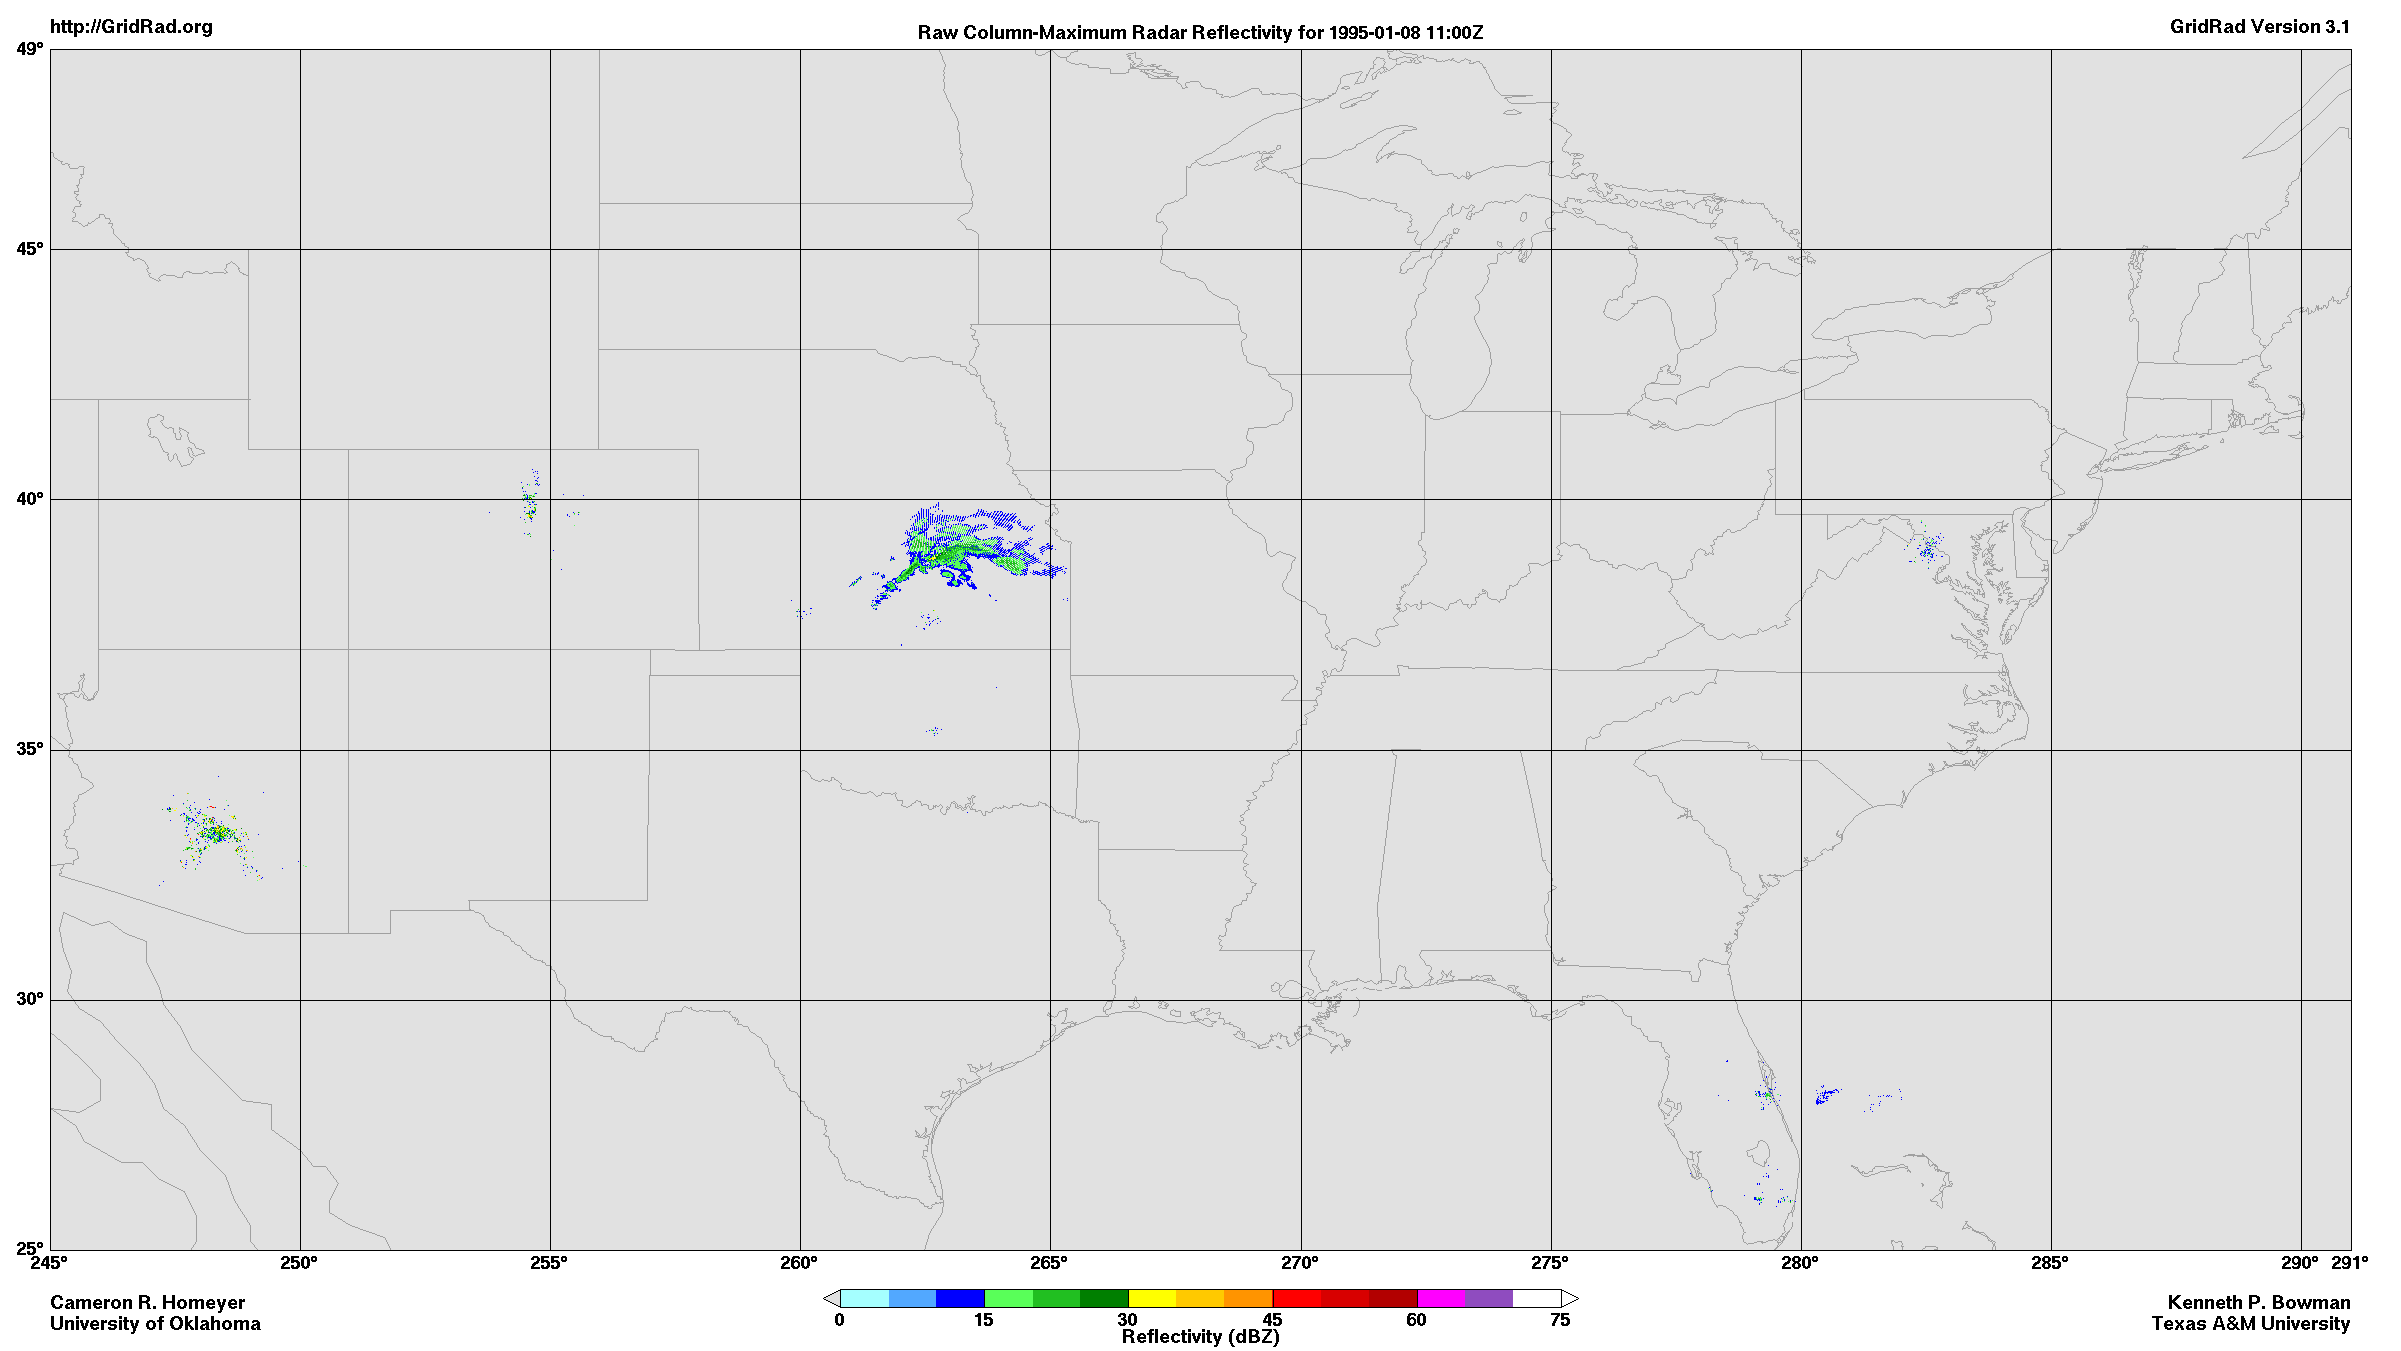 http://GridRad.org
Raw Column-Maximum Radar Reflectivity for 1995-01-08 11:00Z
GridRad Version 3.1
49°
45°
40°
35°
30°
25°
245° 250° 255° 260° 265° 270° 275° 280° 285° 290° 291°
0 15 30 45 60 75
Reflectivity (dBZ)
Cameron R. Homeyer
University of Oklahoma
Kenneth P. Bowman
Texas A&M University